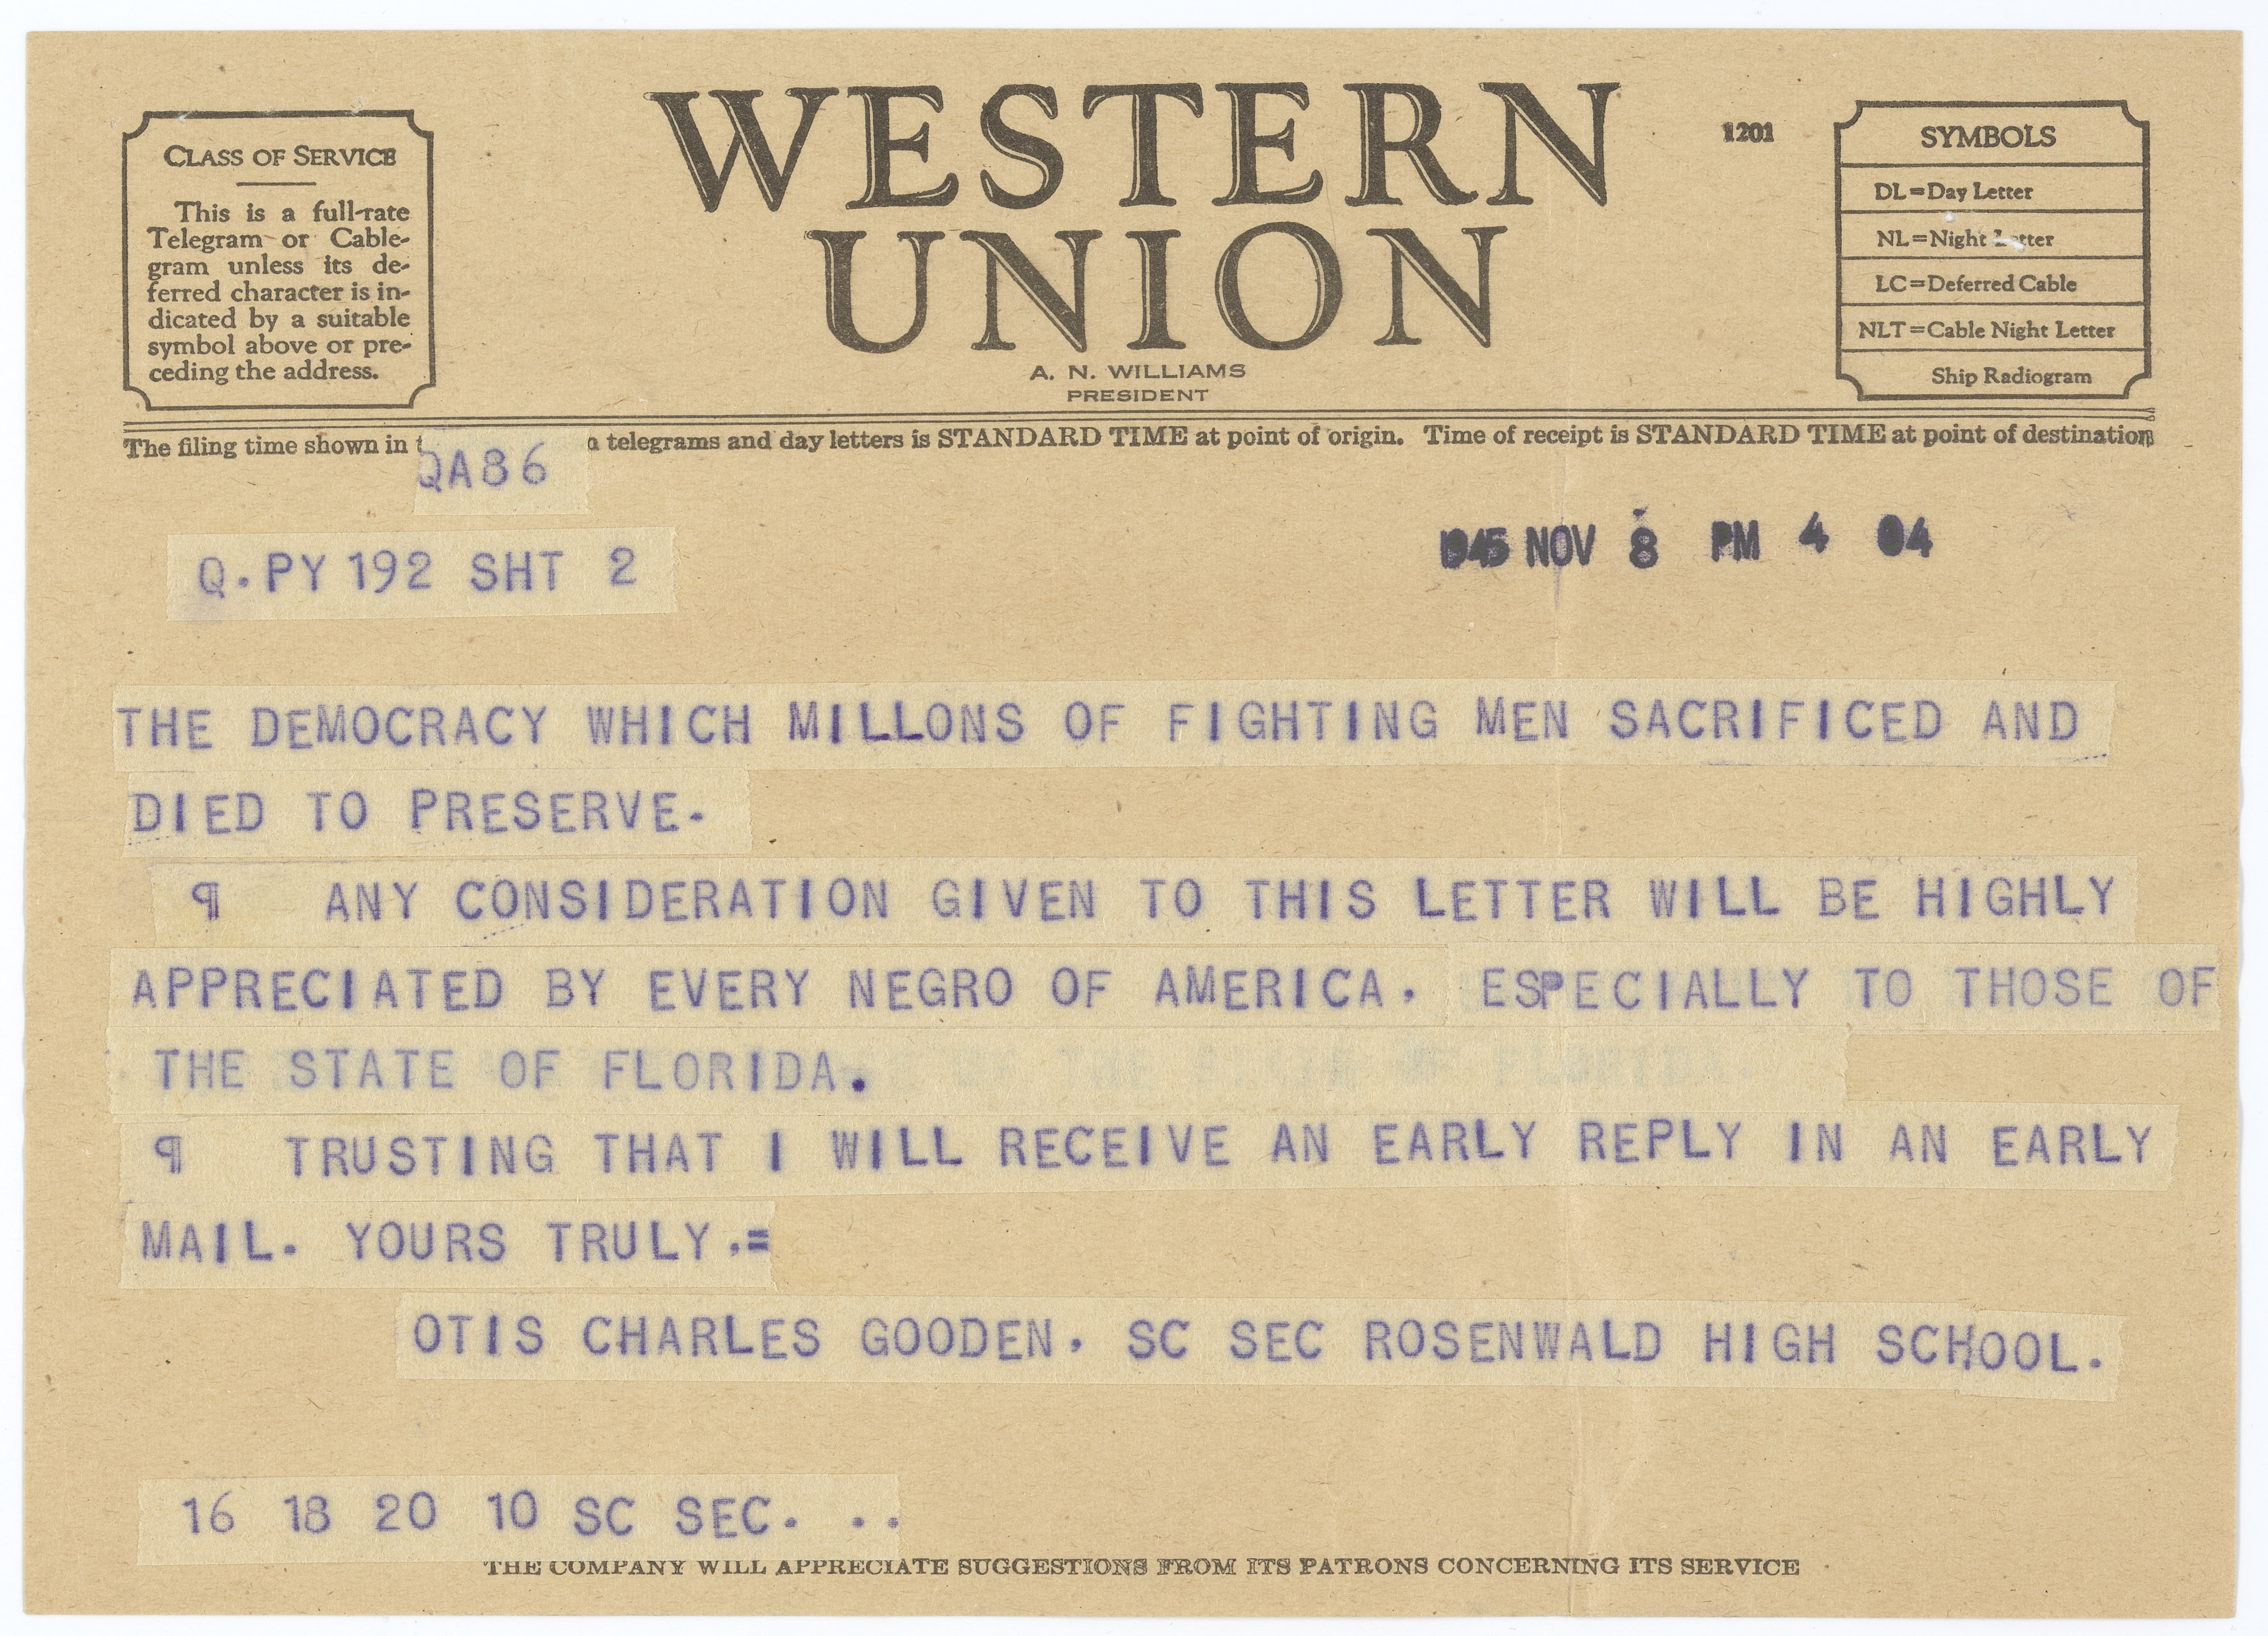 CLASS OF SERVICE
This is a full-rate
Telegram or Cable-
gram unless its de-
ferred character is in-
dicated by a suitable
symbol above or pre-
ceding the address.
WESTERN
UNION
A. N. WILLIAMS
PRESIDENT
1201
SYMBOLS
DL=Day Letter
NL=Night Letter
LC=Deferred Cable
NLT=Cable Night Letter
Ship Radiogram
The filing time shown in telegrams and day letters is STANDARD TIME at point of origin. Time of receipt is STANDARD TIME at point of destination
QA86
Q.PY 192 SHT 2
1945 NOV 8 PM 4 04
THE DEMOCRACY WHICH MILLONS OF FIGHTING MEN SACRIFICED AND
DIED TO PRESERVE.
¶ ANY CONSIDERATION GIVEN TO THIS LETTER WILL BE HIGHLY
APPRECIATED BY EVERY NEGRO OF AMERICA, ESPECIALLY TO THOSE OF
THE STATE OF FLORIDA.
¶ TRUSTING THAT I WILL RECEIVE AN EARLY REPLY IN AN EARLY
MAIL. YOURS TRULY,=
OTIS CHARLES GOODEN, SC SEC ROSENWALD HIGH SCHOOL.
16 18 20 10 SC SEC. ..
THE COMPANY WILL APPRECIATE SUGGESTIONS FROM ITS PATRONS CONCERNING ITS SERVICE